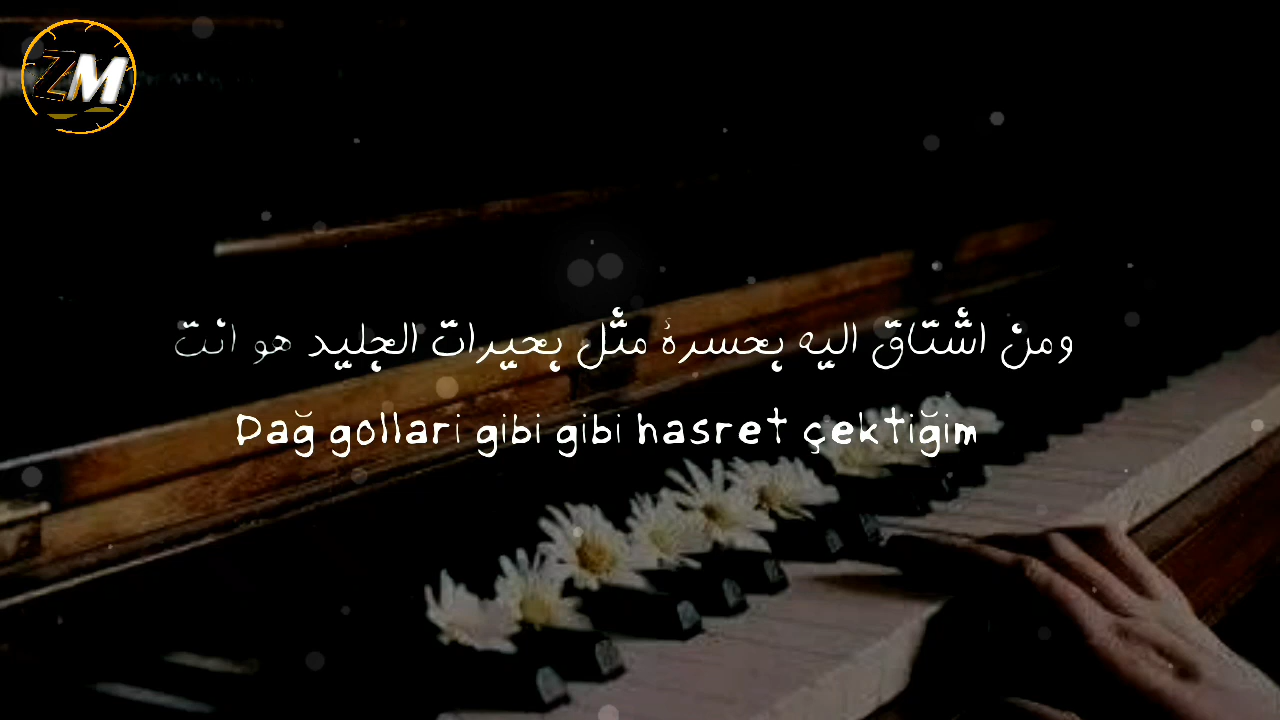 ZM
ومن اشتاق اليه بحسرة مثل بحيرات الجليد هو انت
Dağ gollari gibi gibi hasret çektiğim